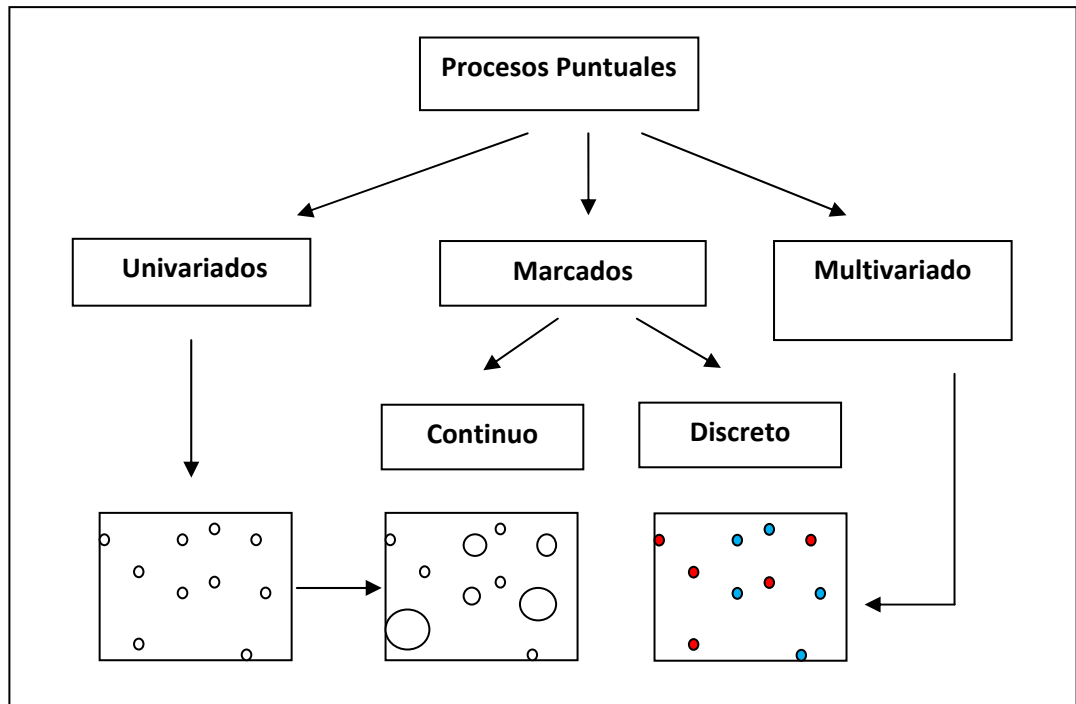 Procesos Puntuales
Univariados
Marcados
Multivariado
Continuo
Discreto